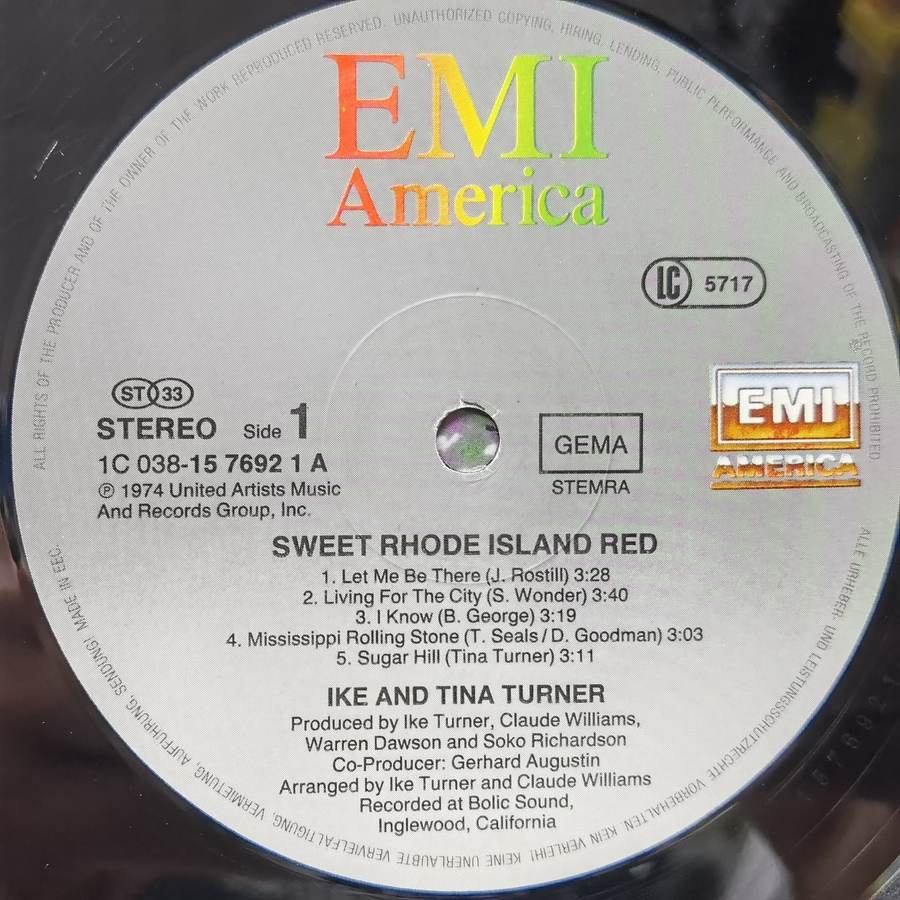 ALL RIGHTS OF THE PRODUCER AND OF THE OWNER OF THE WORK REPRODUCED RESERVED. UNAUTHORIZED COPYING, HIRING, LENDING, PUBLIC PERFORMANCE AND BROADCASTING OF THE RECORD PROHIBITED.
EMI
America
LC 5717
EMI
AMERICA
ST 33
STEREO Side 1
1C 038-15 7692 1 A
℗ 1974 United Artists Music
And Records Group, Inc.
GEMA
STEMRA
SWEET RHODE ISLAND RED
1. Let Me Be There (J. Rostill) 3:28
2. Living For The City (S. Wonder) 3:40
3. I Know (B. George) 3:19
4. Mississippi Rolling Stone (T. Seals / D. Goodman) 3:03
5. Sugar Hill (Tina Turner) 3:11
IKE AND TINA TURNER
Produced by Ike Turner, Claude Williams,
Warren Dawson and Soko Richardson
Co-Producer: Gerhard Augustin
Arranged by Ike Turner and Claude Williams
Recorded at Bolic Sound,
Inglewood, California
ALLE URHEBER- UND LEISTUNGSSCHUTZRECHTE VORBEHALTEN KEIN VERLEIH! KEINE UNERLAUBTE VERVIELFÄLTIGUNG, VERMIETUNG, AUFFÜHRUNG, SENDUNG! MADE IN EEC.